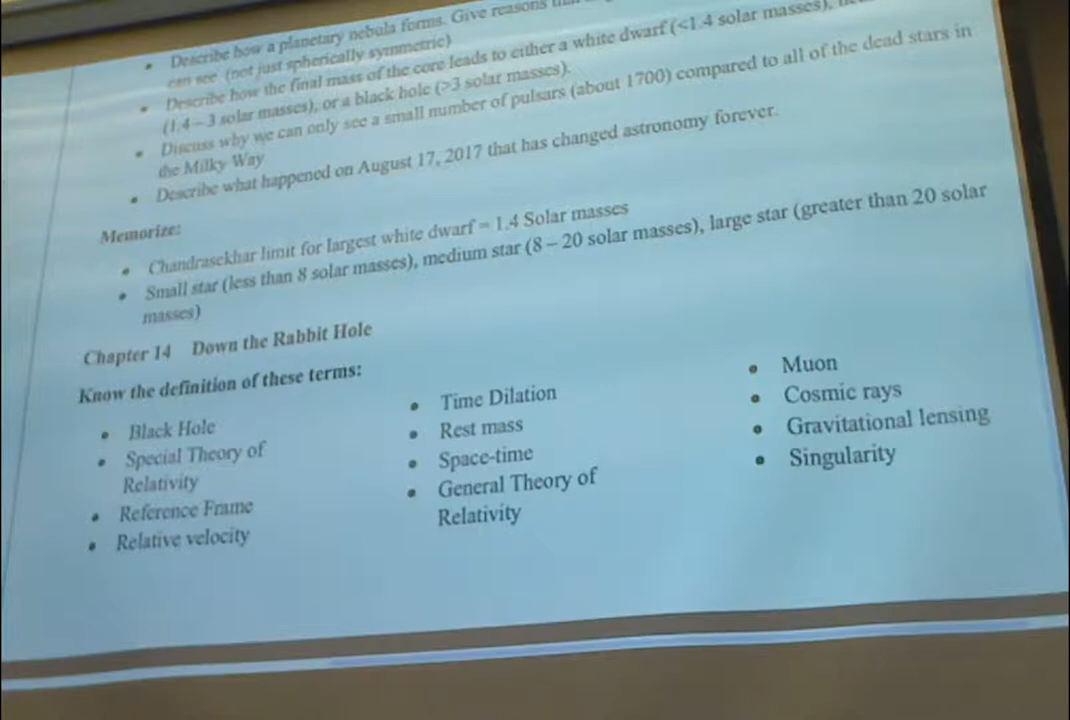 • Describe how a planetary nebula forms. Give reasons
can see (not just spherically symmetric)
• Describe how the final mass of the core leads to either a white dwarf (<1.4 solar masses),
(1.4 – 3 solar masses), or a black hole (>3 solar masses).
• Discuss why we can only see a small number of pulsars (about 1700) compared to all of the dead stars in
the Milky Way
• Describe what happened on August 17, 2017 that has changed astronomy forever.
Memorize:
• Chandrasekhar limit for largest white dwarf = 1.4 Solar masses
• Small star (less than 8 solar masses), medium star (8 – 20 solar masses), large star (greater than 20 solar
masses)
Chapter 14 Down the Rabbit Hole
Know the definition of these terms:
• Black Hole
• Special Theory of
Relativity
• Reference Frame
• Relative velocity
• Time Dilation
• Rest mass
• Space-time
• General Theory of
Relativity
• Muon
• Cosmic rays
• Gravitational lensing
• Singularity